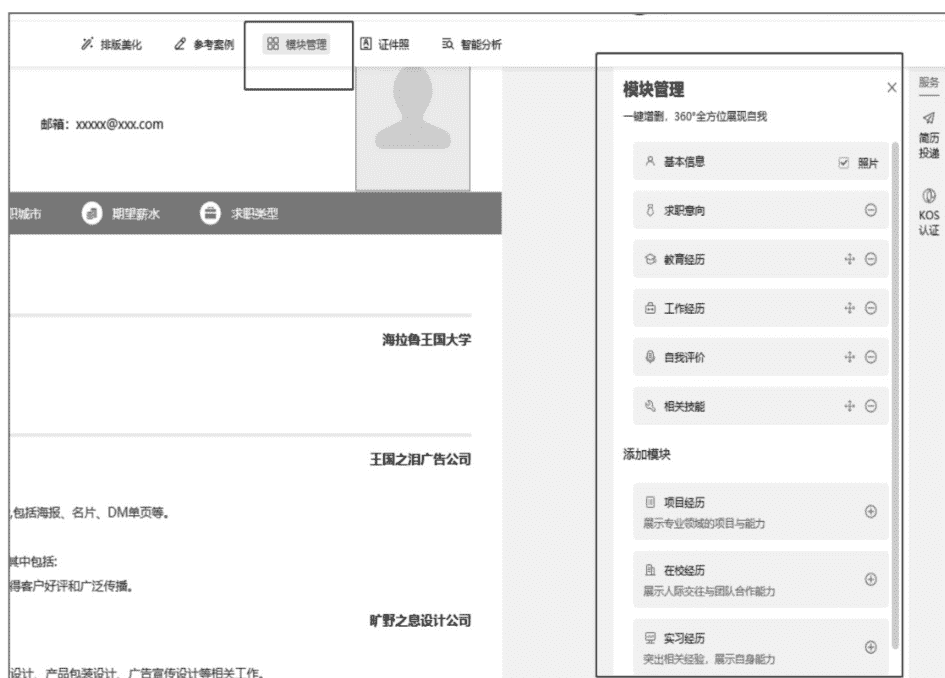 排版美化 参考案例 模块管理 证件照 智能分析
邮箱：xxxxx@xxx.com
职城市 期望薪水 求职类型
海拉鲁王国大学
王国之泪广告公司
,包括海报、名片、DM单页等。
其中包括:
得客户好评和广泛传播。
旷野之息设计公司
设计、产品包装设计、广告宣传设计等相关工作。
模块管理
一键增删，360°全方位展现自我
基本信息 照片
求职意向
教育经历
工作经历
自我评价
相关技能
添加模块
项目经历
展示专业领域的项目与能力
在校经历
展示人际交往与团队合作能力
实习经历
突出相关经验，展示自身能力
服务
简历
投递
KOS
认证